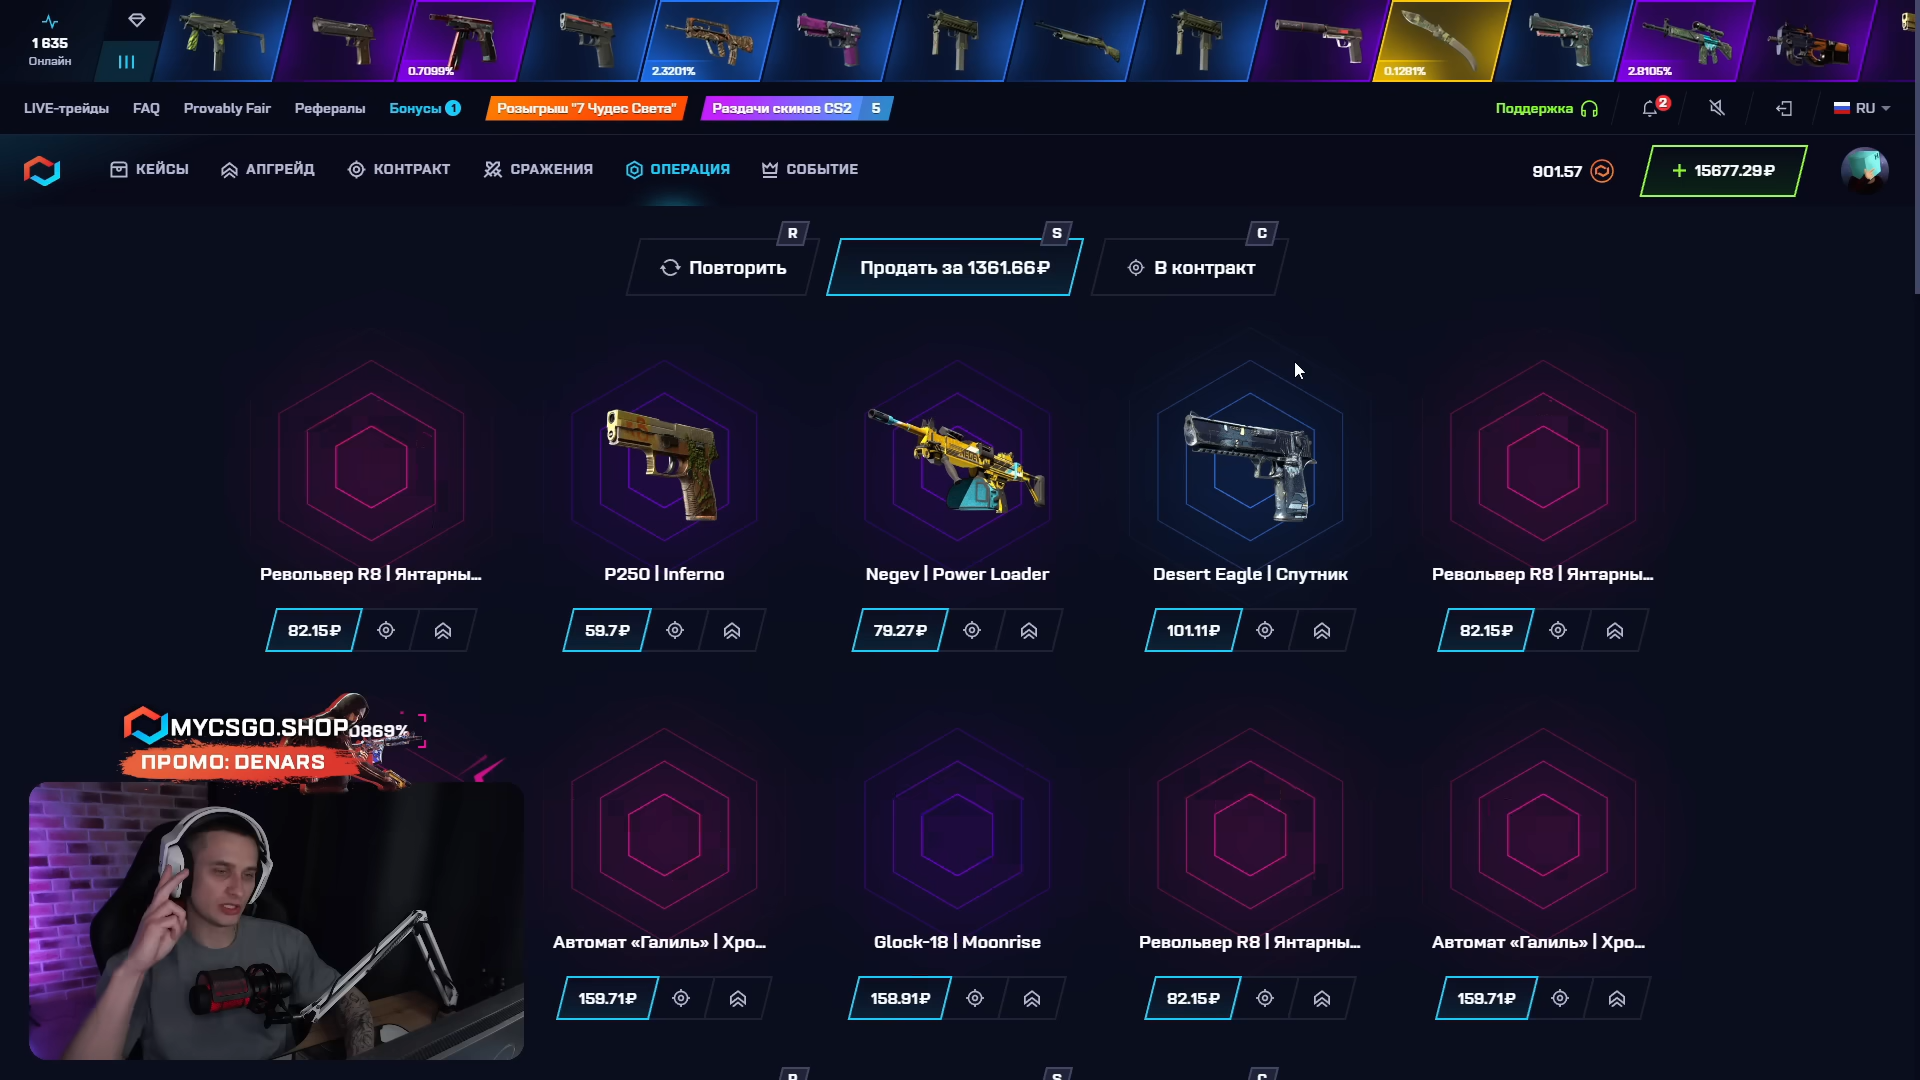 1 635
Онлайн
0.7099%
2.3201%
0.1281%
2.8105%
LIVE-трейды
FAQ
Provably Fair
Рефералы
Бонусы 1
Розыгрыш "7 Чудес Света"
Раздачи скинов CS2 5
Поддержка
2
RU
КЕЙСЫ
АПГРЕЙД
КОНТРАКТ
СРАЖЕНИЯ
ОПЕРАЦИЯ
СОБЫТИЕ
901.57
+ 15677.29₽
R
S
C
Повторить
Продать за 1361.66₽
В контракт
Револьвер R8 | Янтарны...
P250 | Inferno
Negev | Power Loader
Desert Eagle | Спутник
Револьвер R8 | Янтарны...
82.15₽
59.7₽
79.27₽
101.11₽
82.15₽
MYCSGO.SHOP
0869%
ПРОМО: DENARS
Автомат «Галиль» | Хро...
Glock-18 | Moonrise
Револьвер R8 | Янтарны...
Автомат «Галиль» | Хро...
159.71₽
158.91₽
82.15₽
159.71₽
R
S
C